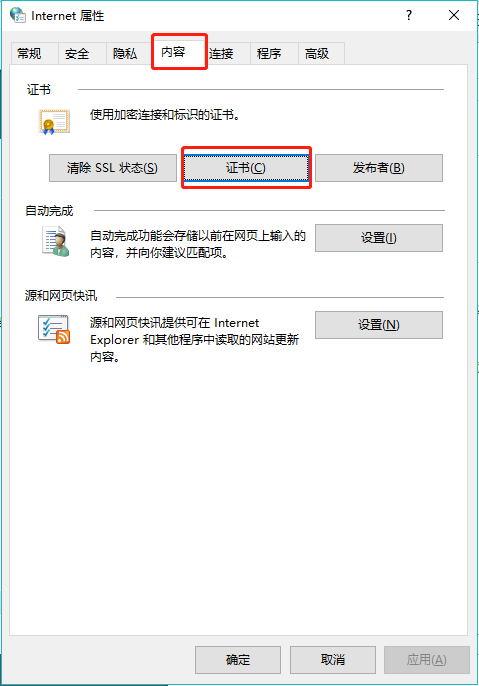 Internet 属性
?
常规 安全 隐私 内容 连接 程序 高级
证书
使用加密连接和标识的证书。
清除 SSL 状态(S) 证书(C) 发布者(B)
自动完成
自动完成功能会存储以前在网页上输入的
内容，并向你建议匹配项。
设置(I)
源和网页快讯
源和网页快讯提供可在 Internet
Explorer 和其他程序中读取的网站更新
内容。
设置(N)
确定 取消 应用(A)